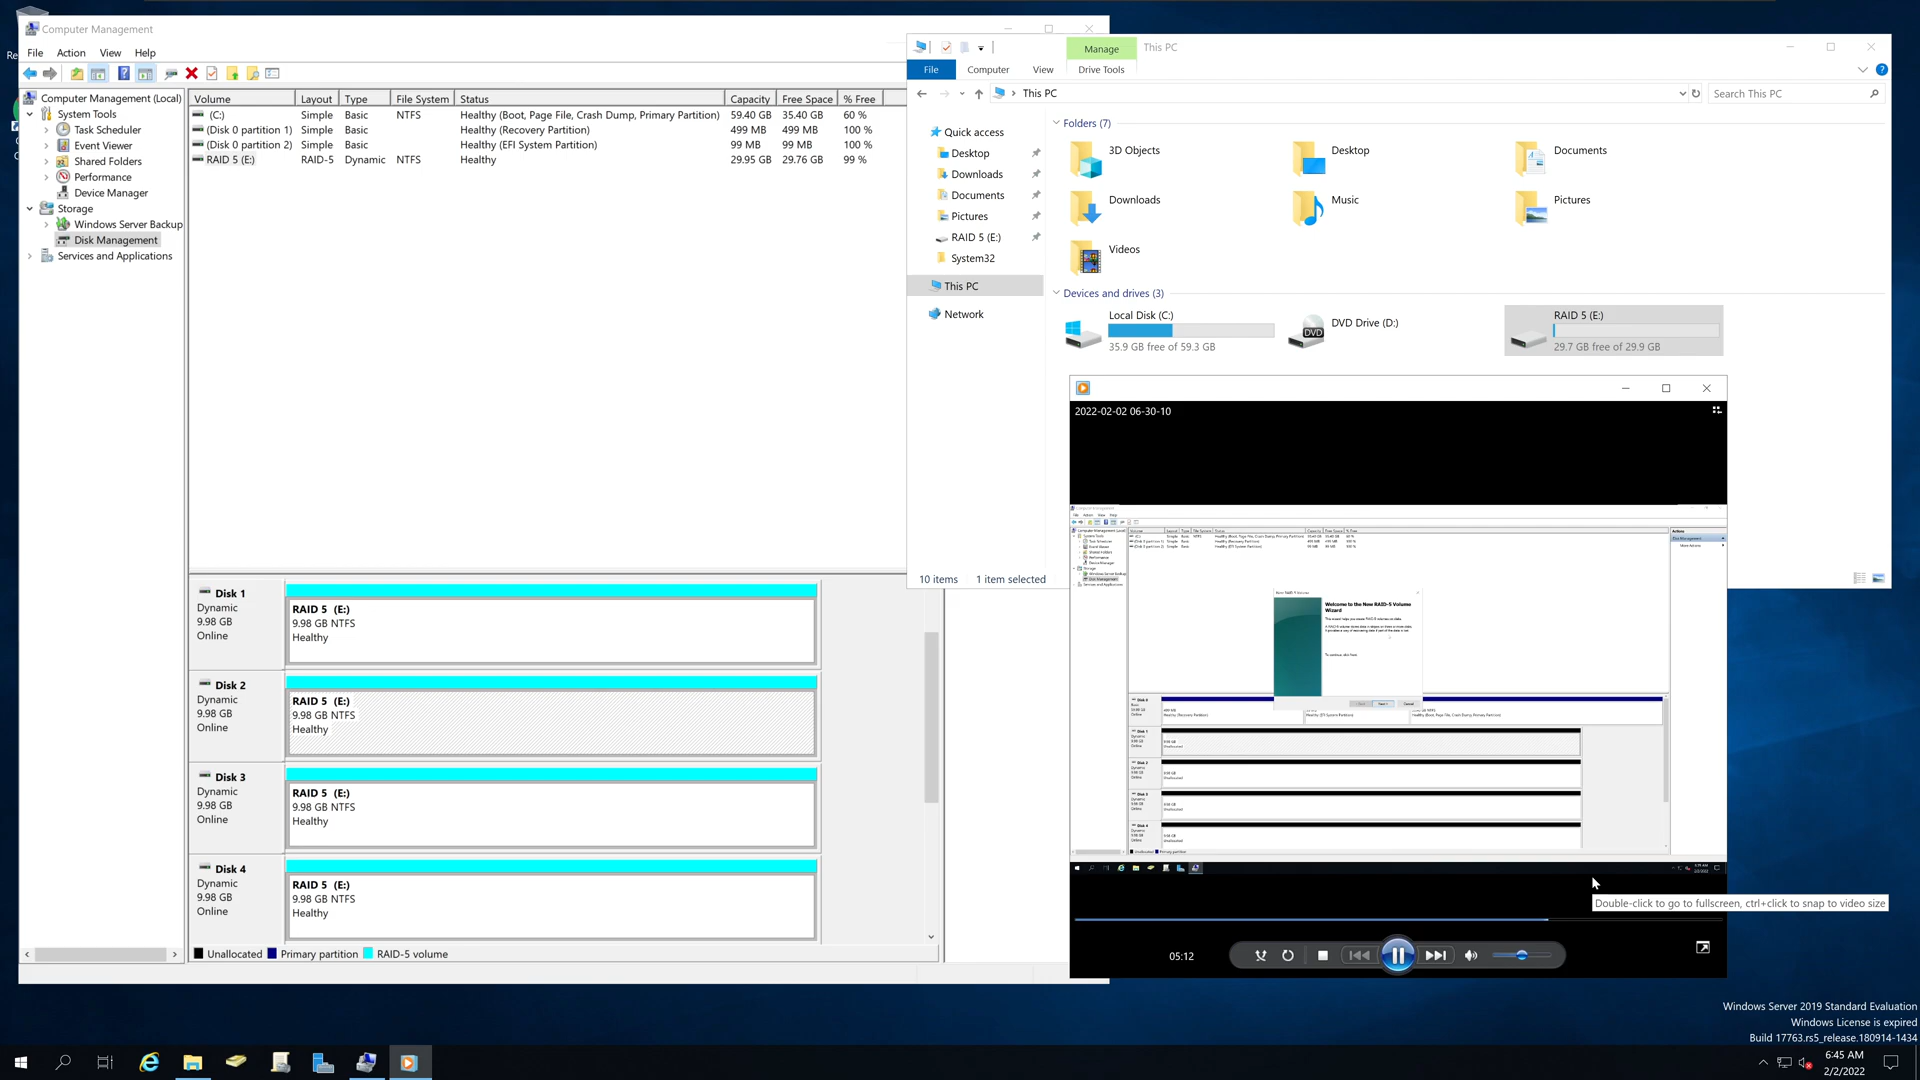 Computer Management
File Action View Help
Computer Management (Local)
System Tools
Task Scheduler
Event Viewer
Shared Folders
Performance
Device Manager
Storage
Windows Server Backup
Disk Management
Services and Applications
Volume Layout Type File System Status Capacity Free Space % Free
(C:) Simple Basic NTFS Healthy (Boot, Page File, Crash Dump, Primary Partition) 59.40 GB 35.40 GB 60 %
(Disk 0 partition 1) Simple Basic Healthy (Recovery Partition) 499 MB 499 MB 100 %
(Disk 0 partition 2) Simple Basic Healthy (EFI System Partition) 99 MB 99 MB 100 %
RAID 5 (E:) RAID-5 Dynamic NTFS Healthy 29.95 GB 29.76 GB 99 %
Disk 1
Dynamic
9.98 GB
Online
RAID 5 (E:)
9.98 GB NTFS
Healthy
Disk 2
Dynamic
9.98 GB
Online
RAID 5 (E:)
9.98 GB NTFS
Healthy
Disk 3
Dynamic
9.98 GB
Online
RAID 5 (E:)
9.98 GB NTFS
Healthy
Disk 4
Dynamic
9.98 GB
Online
RAID 5 (E:)
9.98 GB NTFS
Healthy
Unallocated Primary partition RAID-5 volume
Manage This PC
File Computer View Drive Tools
This PC
Search This PC
Quick access
Desktop
Downloads
Documents
Pictures
RAID 5 (E:)
System32
This PC
Network
Folders (7)
3D Objects Desktop Documents
Downloads Music Pictures
Videos
Devices and drives (3)
Local Disk (C:)
35.9 GB free of 59.3 GB
DVD Drive (D:)
DVD
RAID 5 (E:)
29.7 GB free of 29.9 GB
10 items 1 item selected
2022-02-02 06-30-10
New RAID-5 Volume
Welcome to the New RAID-5 Volume
Wizard
Double-click to go to fullscreen, ctrl+click to snap to video size
05:12
Windows Server 2019 Standard Evaluation
Windows License is expired
Build 17763.rs5_release.180914-1434
6:45 AM
2/2/2022